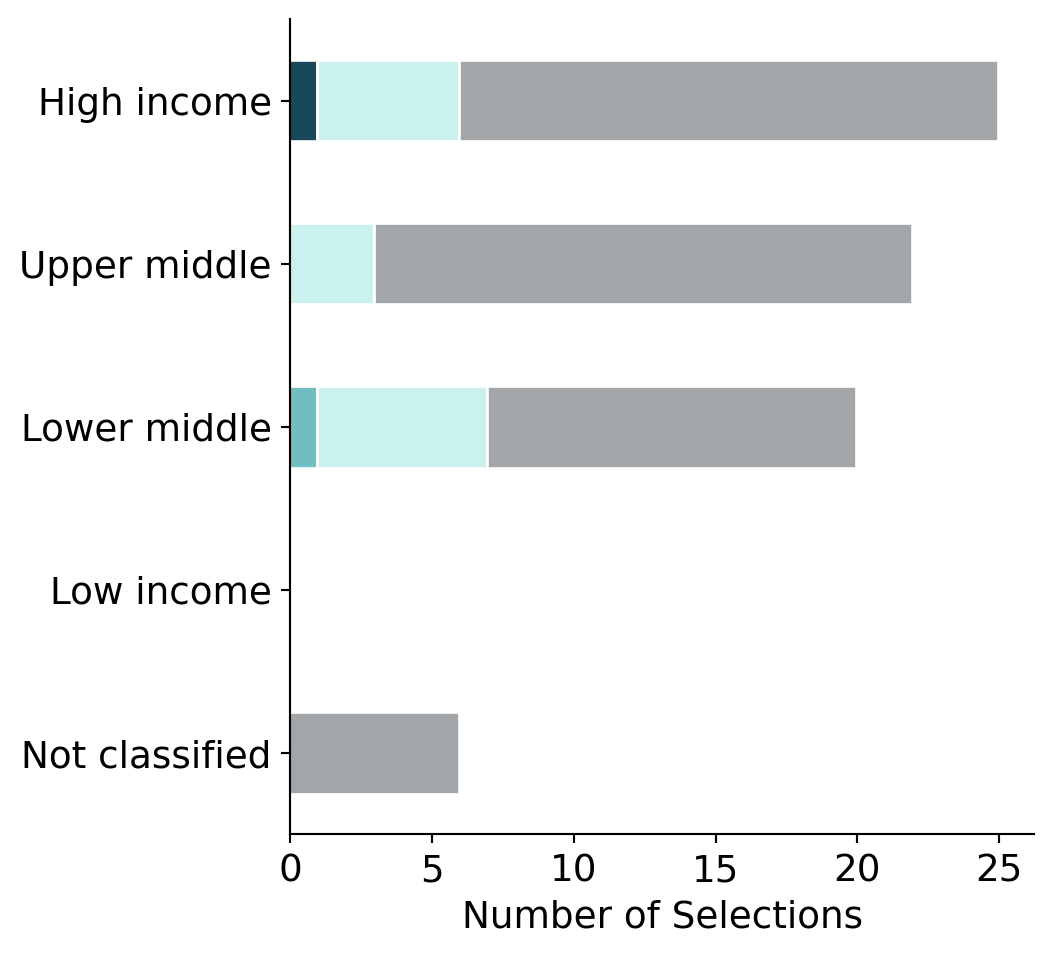 High income
Upper middle
Lower middle
Low income
Not classified
0 5 10 15 20 25
Number of Selections